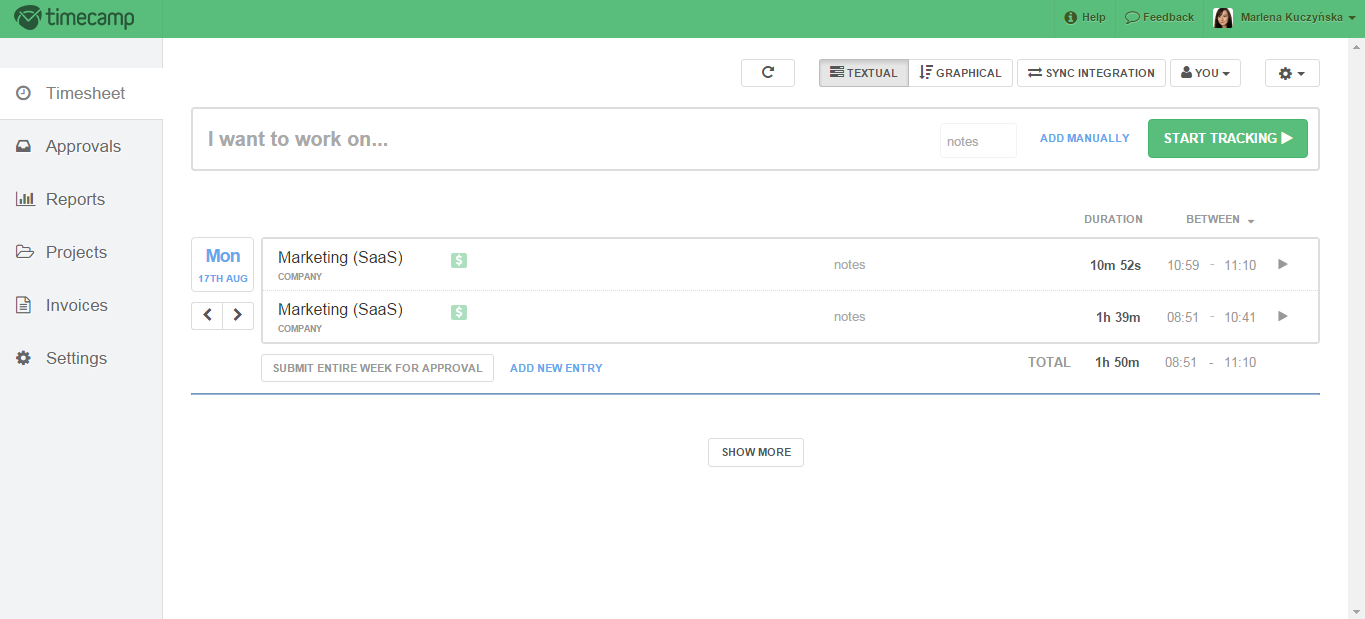 timecamp
Help
Feedback
Marlena Kuczyńska
Timesheet
Approvals
Reports
Projects
Invoices
Settings
TEXTUAL
GRAPHICAL
SYNC INTEGRATION
YOU
I want to work on...
notes
ADD MANUALLY
START TRACKING
DURATION
BETWEEN
Mon
17TH AUG
Marketing (SaaS)
$
COMPANY
notes
10m 52s
10:59 - 11:10
Marketing (SaaS)
$
COMPANY
notes
1h 39m
08:51 - 10:41
SUBMIT ENTIRE WEEK FOR APPROVAL
ADD NEW ENTRY
TOTAL
1h 50m
08:51 - 11:10
SHOW MORE